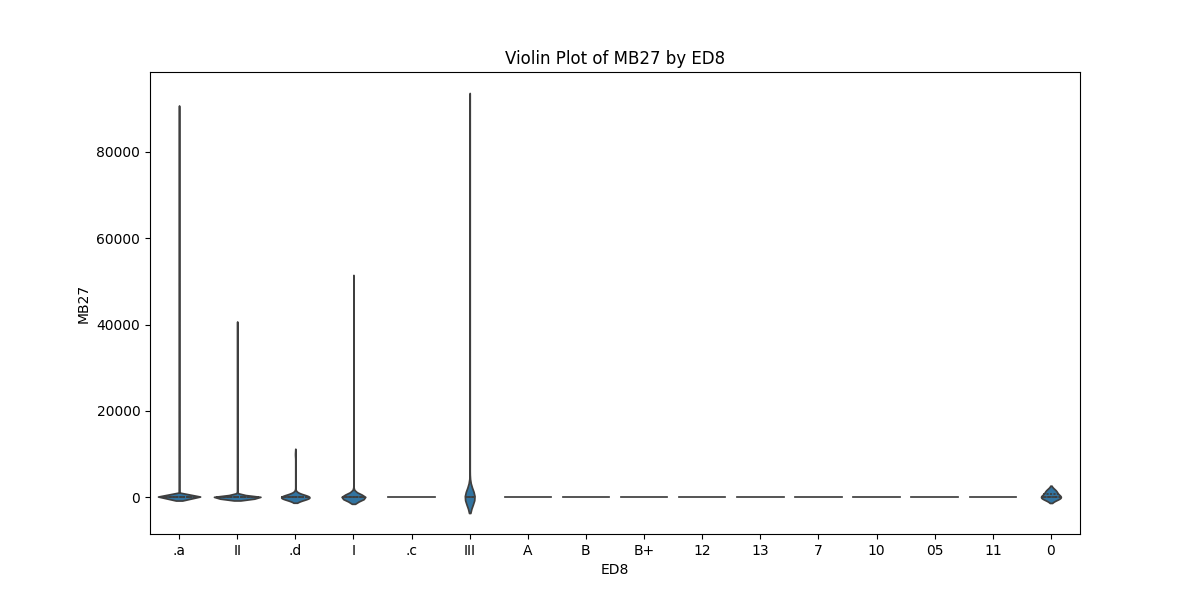 Violin Plot of MB27 by ED8
MB27
80000
60000
40000
20000
0
.a II .d I .c III A B B+ 12 13 7 10 05 11 0
ED8